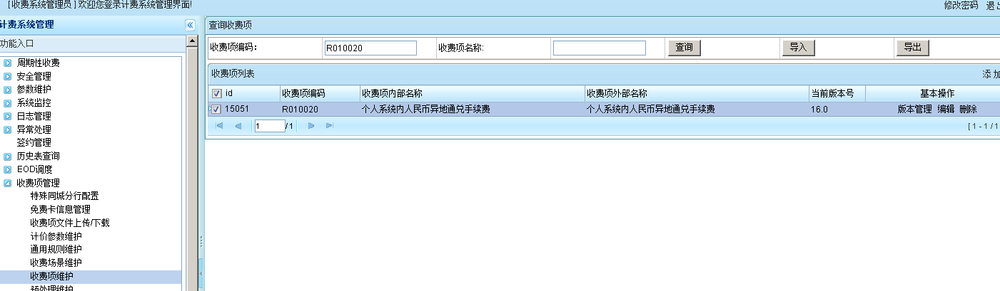 [ 收费系统管理员 ] 欢迎您登录计费系统管理界面!
修改密码 退出
计费系统管理
功能入口
周期性收费
安全管理
参数维护
系统监控
日志管理
异常处理
签约管理
历史表查询
EOD调度
收费项管理
特殊同城分行配置
免费卡信息管理
收费项文件上传/下载
计价参数维护
通用规则维护
收费场景维护
收费项维护
预处理维护
查询收费项
收费项编码： R010020 收费项名称: 查询 导入 导出
收费项列表 添加
id 收费项编码 收费项内部名称 收费项外部名称 当前版本号 基本操作
15051 R010020 个人系统内人民币异地通兑手续费 个人系统内人民币异地通兑手续费 16.0 版本管理 编辑 删除
1 / 1 [ 1 - 1 / 1